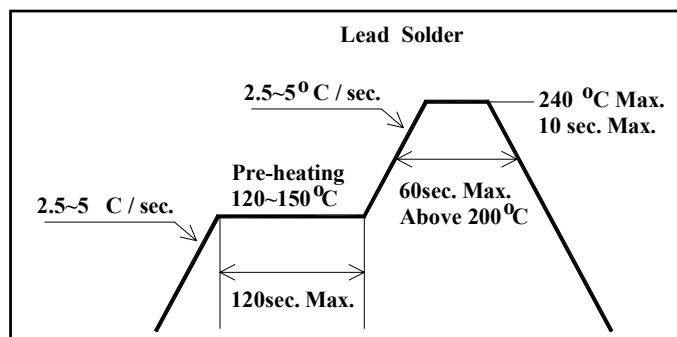 Lead Solder
2.5~5°C / sec.
240 °C Max.
10 sec. Max.
Pre-heating
120~150°C
60sec. Max.
Above 200°C
2.5~5 C / sec.
120sec. Max.